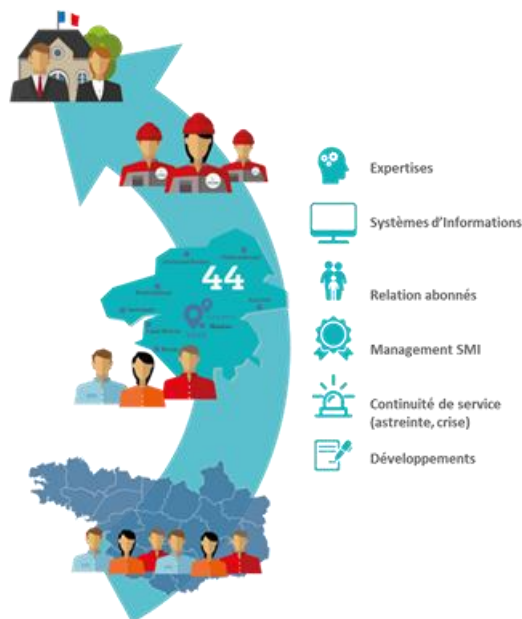 44
Expertises
Systèmes d'Informations
Relation abonnés
Management SMI
Continuité de service
(astreinte, crise)
Développements